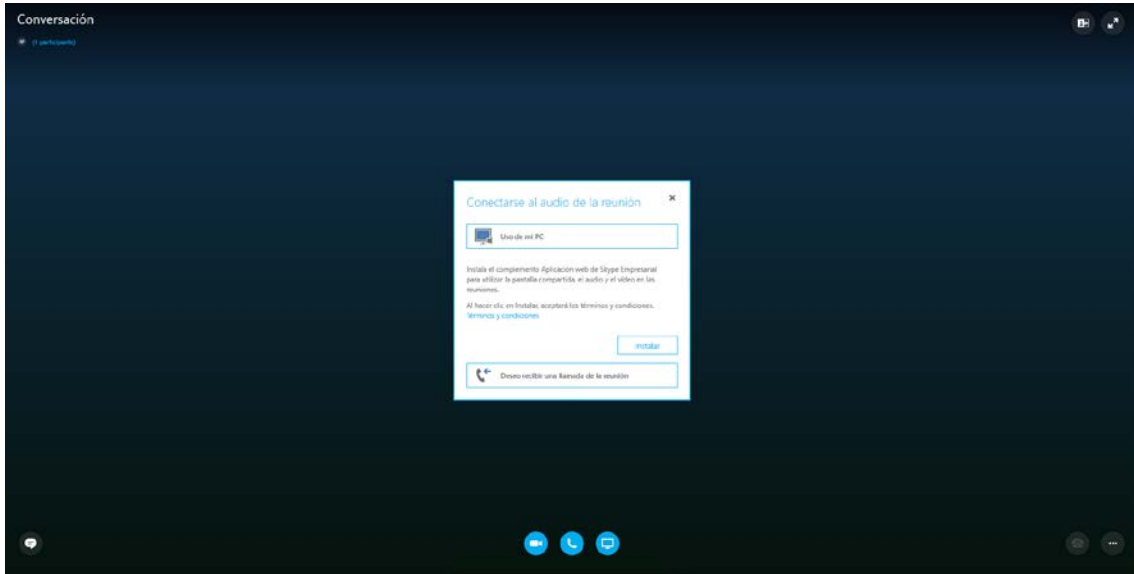 Conversación
(1 participante)
Conectarse al audio de la reunión
Uso de mi PC
Instala el complemento Aplicación web de Skype Empresarial
para utilizar la pantalla compartida, el audio y el vídeo en las
reuniones.
Al hacer clic en Instalar, aceptará los términos y condiciones.
Términos y condiciones
Instalar
Deseo recibir una llamada de la reunión